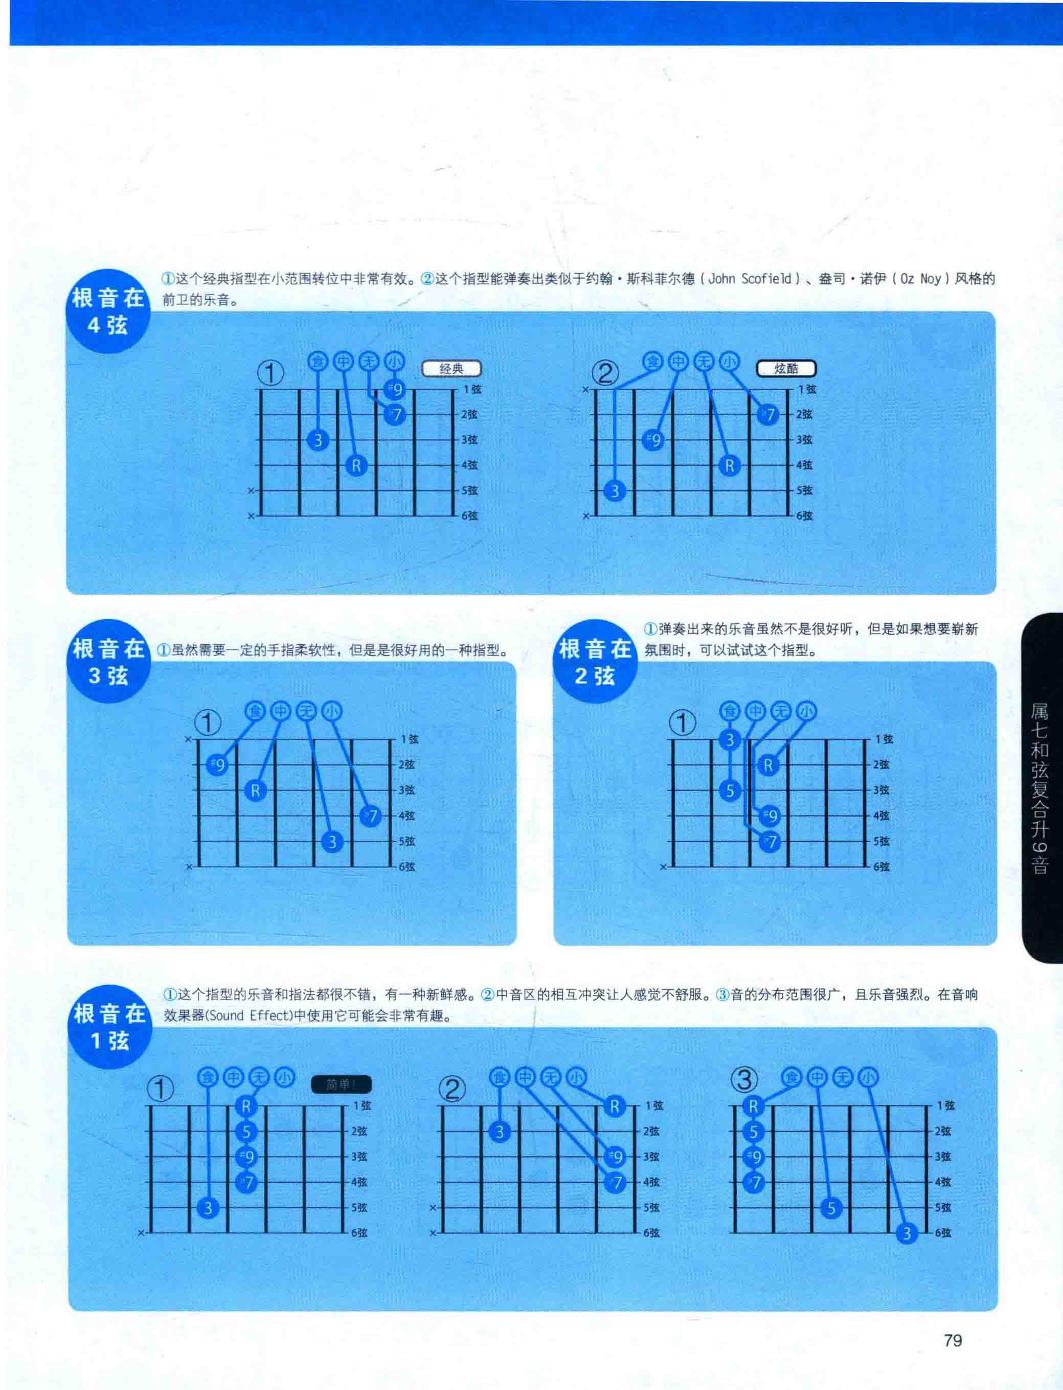 根音在
4弦
①这个经典指型在小范围转位中非常有效。②这个指型能弹奏出类似于约翰·斯科菲尔德（John Scofield）、盎司·诺伊（Oz Noy）风格的
前卫的乐音。
① 食 中 无 小 经典
♯9 1弦
♭7 2弦
3 3弦
R 4弦
× 5弦
× 6弦
② 食 中 无 小 炫酷
× 1弦
♭7 2弦
♯9 3弦
R 4弦
3 5弦
× 6弦
根音在
3弦
①虽然需要一定的手指柔软性，但是是很好用的一种指型。
① 食 中 无 小
× 1弦
♯9 2弦
R 3弦
♭7 4弦
3 5弦
× 6弦
根音在
2弦
①弹奏出来的乐音虽然不是很好听，但是如果想要崭新
氛围时，可以试试这个指型。
① 食 中 无 小
3 1弦
R 2弦
5 3弦
♯9 4弦
♭7 5弦
× 6弦
属七和弦复合升9音
根音在
1弦
①这个指型的乐音和指法都很不错，有一种新鲜感。②中音区的相互冲突让人感觉不舒服。③音的分布范围很广，且乐音强烈。在音响
效果器(Sound Effect)中使用它可能会非常有趣。
① 食 中 无 小 简单!
R 1弦
5 2弦
♯9 3弦
♭7 4弦
3 5弦
× 6弦
② 食 中 无 小
R 1弦
3 2弦
♯9 3弦
♭7 4弦
× 5弦
× 6弦
③ 食 中 无 小
R 1弦
5 2弦
♯9 3弦
♭7 4弦
5 5弦
3 6弦
79